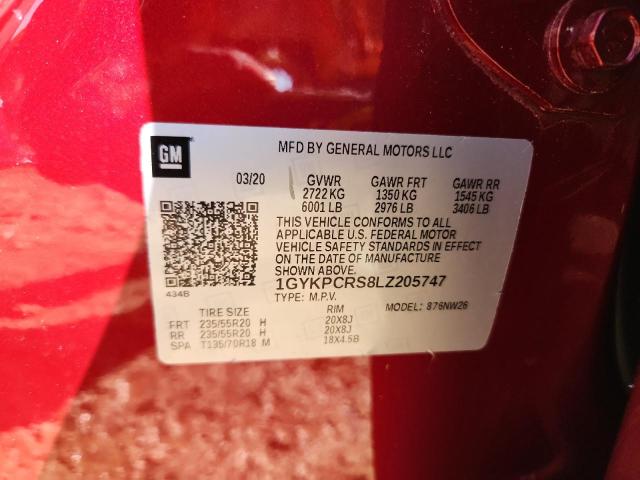 GM
MFD BY GENERAL MOTORS LLC
03/20 GVWR GAWR FRT GAWR RR
2722 KG 1350 KG 1545 KG
6001 LB 2976 LB 3406 LB
THIS VEHICLE CONFORMS TO ALL
APPLICABLE U.S. FEDERAL MOTOR
VEHICLE SAFETY STANDARDS IN EFFECT
ON THE DATE OF MANUFACTURE
SHOWN ABOVE.
1GYKPCRS8LZ205747
434B
TYPE: M.P.V. MODEL: 876NW26
TIRE SIZE RIM
FRT 235/55R20 H 20X8J
RR 235/55R20 H 20X8J
SPA T135/70R18 M 18X4.5B